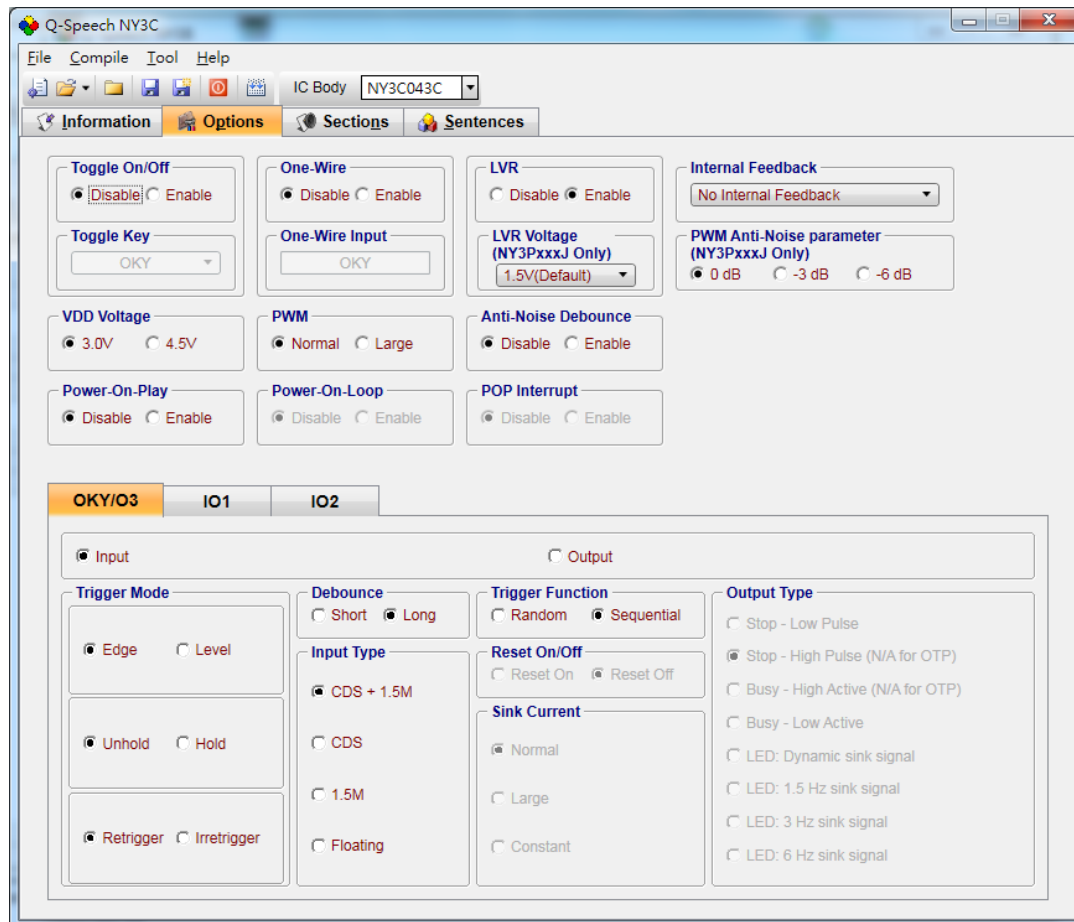 Q-Speech NY3C
File Compile Tool Help
IC Body NY3C043C
Information Options Sections Sentences
Toggle On/Off One-Wire LVR Internal Feedback
Disable Enable Disable Enable Disable Enable No Internal Feedback
Toggle Key One-Wire Input LVR Voltage PWM Anti-Noise parameter
(NY3PxxxJ Only) (NY3PxxxJ Only)
OKY OKY 1.5V(Default) 0 dB -3 dB -6 dB
VDD Voltage PWM Anti-Noise Debounce
3.0V 4.5V Normal Large Disable Enable
Power-On-Play Power-On-Loop POP Interrupt
Disable Enable Disable Enable Disable Enable
OKY/O3 IO1 IO2
Input Output
Trigger Mode Debounce Trigger Function Output Type
Short Long Random Sequential Stop - Low Pulse
Edge Level Input Type Reset On/Off Stop - High Pulse (N/A for OTP)
Reset On Reset Off
CDS + 1.5M Busy - High Active (N/A for OTP)
Sink Current
Busy - Low Active
Unhold Hold CDS Normal LED: Dynamic sink signal
1.5M Large LED: 1.5 Hz sink signal
LED: 3 Hz sink signal
Retrigger Irretrigger Floating Constant LED: 6 Hz sink signal